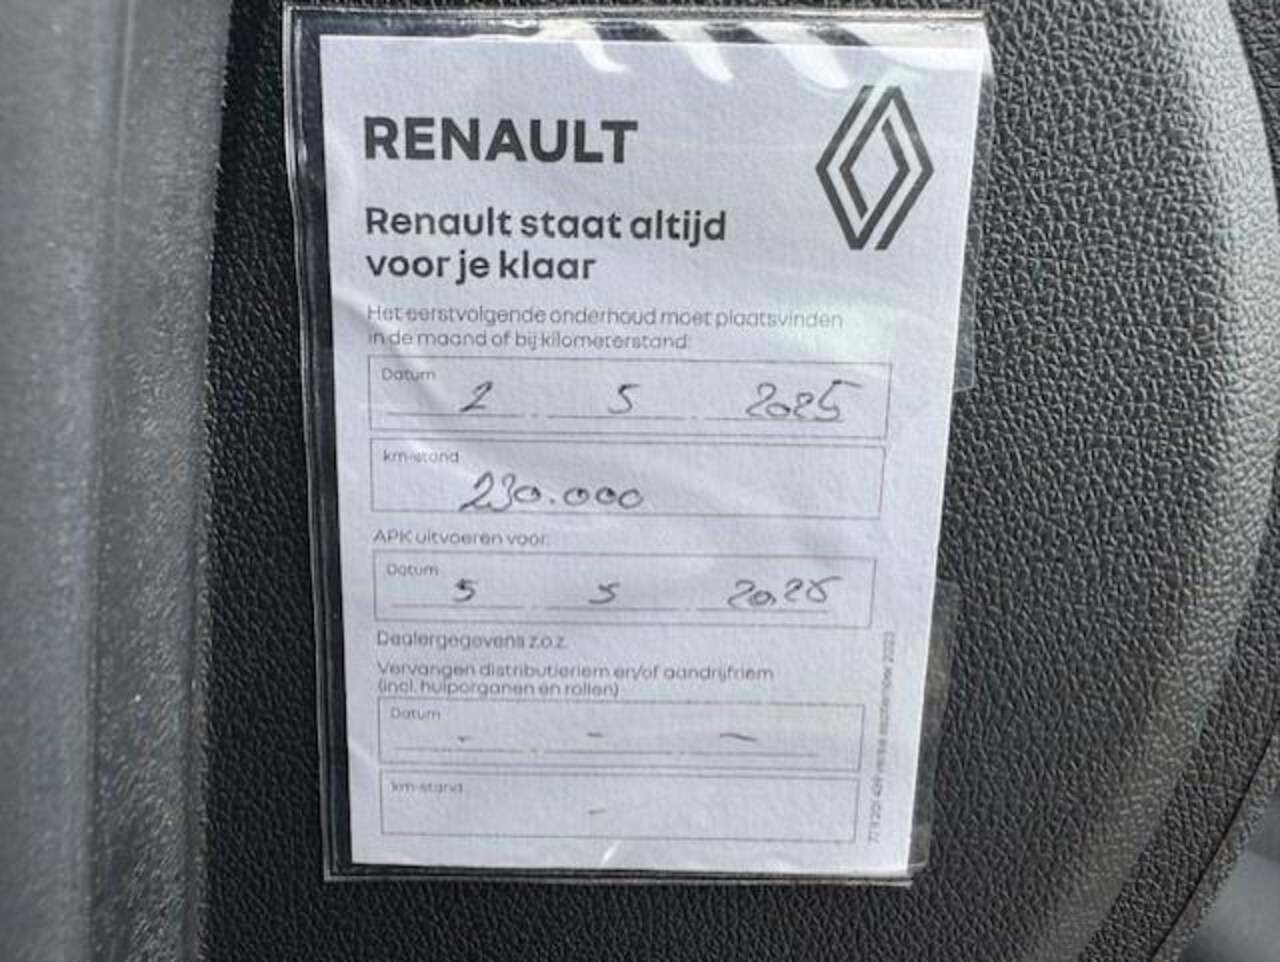 RENAULT
Renault staat altijd
voor je klaar
Het eerstvolgende onderhoud moet plaatsvinden
in de maand of bij kilometerstand:
Datum 2 5 2025
km-stand
230.000
APK uitvoeren voor:
Datum 5 5
Dealergegevens z.o.z.
Vervangen distributieriem en/of aandrijfriem
(incl. hulporganen en rollen)
Datum - - -
km-stand
-